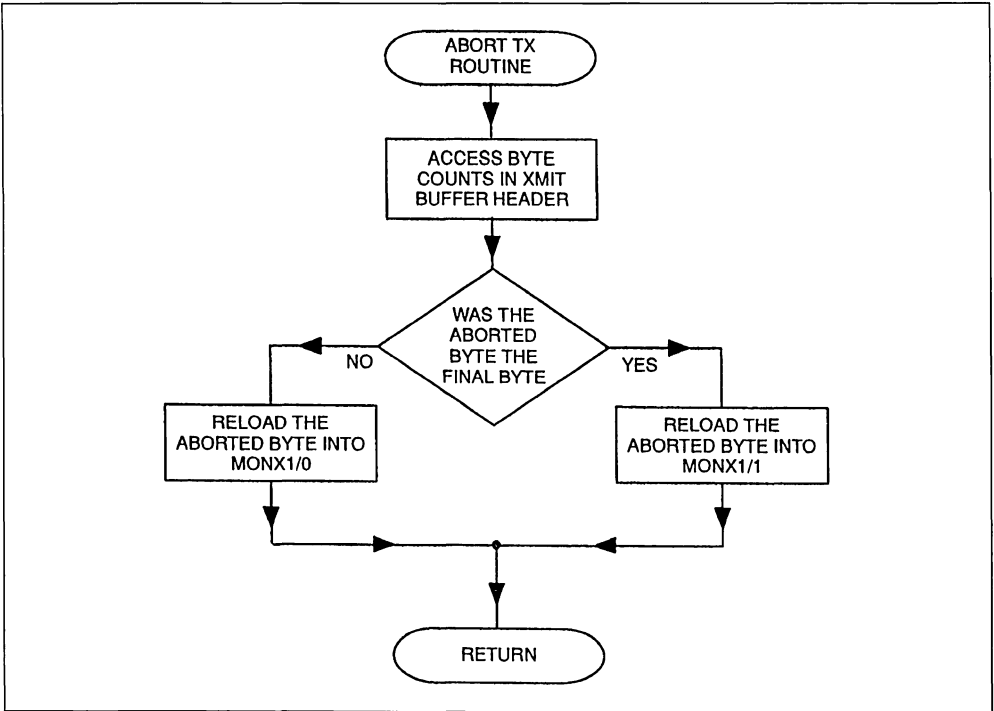 ABORT TX
ROUTINE
ACCESS BYTE
COUNTS IN XMIT
BUFFER HEADER
WAS THE
ABORTED
BYTE THE
FINAL BYTE
NO
YES
RELOAD THE
ABORTED BYTE INTO
MONX1/0
RELOAD THE
ABORTED BYTE INTO
MONX1/1
RETURN